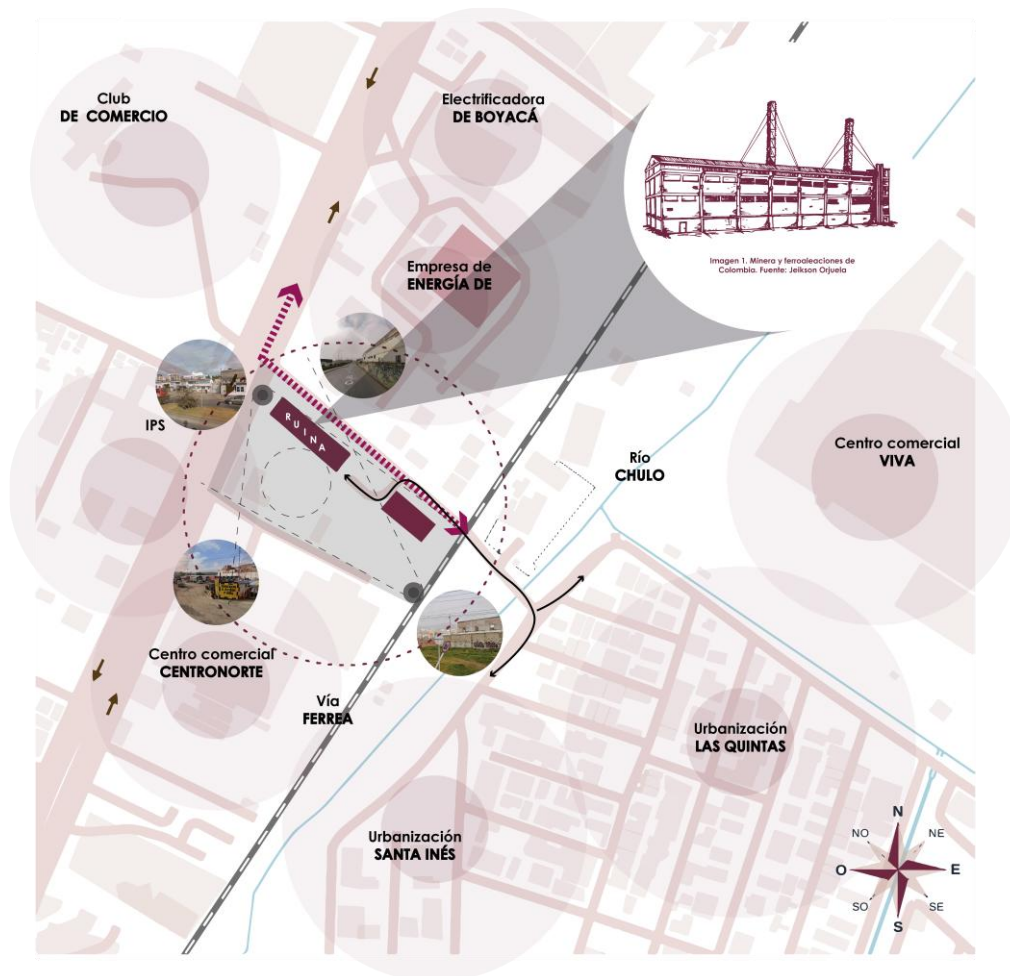 Club
DE COMERCIO
Electrificadora
DE BOYACÁ
Imagen 1. Minera y ferroaleaciones de
Colombia. Fuente: Jeikson Orjuela
Empresa de
ENERGÍA DE
IPS
RUINA
Centro comercial
VIVA
Río
CHULO
Centro comercial
CENTRONORTE
Vía
FERREA
Urbanización
LAS QUINTAS
Urbanización
SANTA INÉS
N
NO
NE
O
E
SO
SE
S